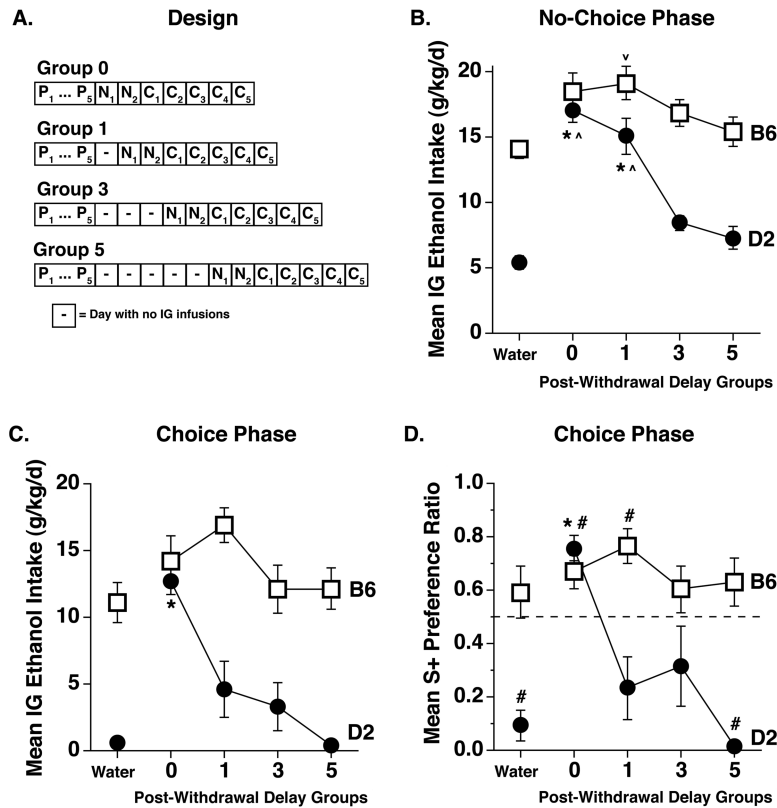 A. Design
Group 0
P1 ... P5 N1 N2 C1 C2 C3 C4 C5
Group 1
P1 ... P5 - N1 N2 C1 C2 C3 C4 C5
Group 3
P1 ... P5 - - - N1 N2 C1 C2 C3 C4 C5
Group 5
P1 ... P5 - - - - - N1 N2 C1 C2 C3 C4 C5
- = Day with no IG infusions
B. No-Choice Phase
Mean IG Ethanol Intake (g/kg/d)
20
15
10
5
0
v
* ^
* ^
B6
D2
Water 0 1 3 5
Post-Withdrawal Delay Groups
C. Choice Phase
Mean IG Ethanol Intake (g/kg/d)
20
15
10
5
0
*
B6
D2
Water 0 1 3 5
Post-Withdrawal Delay Groups
D. Choice Phase
Mean S+ Preference Ratio
1.0
0.8
0.6
0.4
0.2
0.0
* #
#
#
#
B6
D2
Water 0 1 3 5
Post-Withdrawal Delay Groups